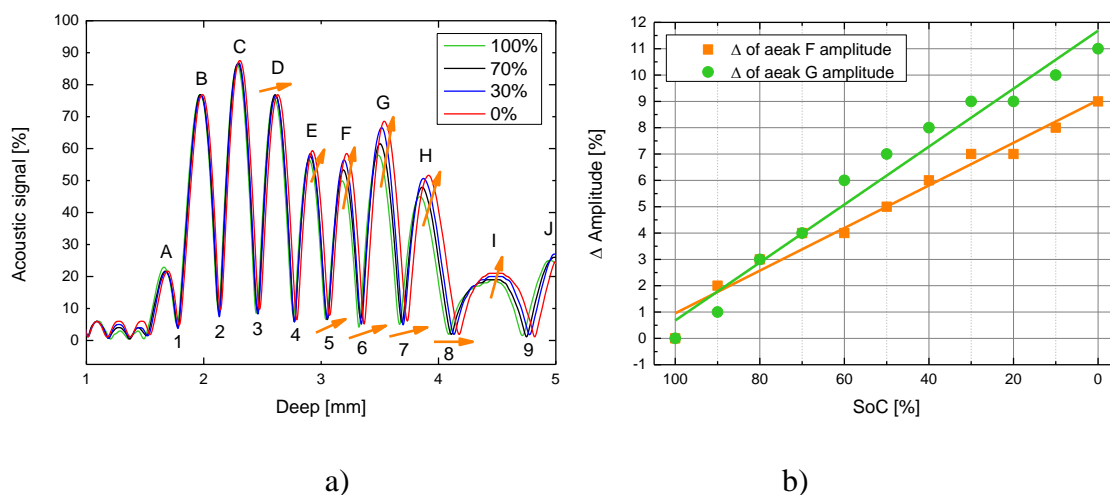 100
90
80
70
60
50
40
30
20
10
0
Acoustic signal [%]
A
B
C
D
E
F
G
H
I
J
1
2
3
4
5
6
7
8
9
100%
70%
30%
0%
1
2
3
4
5
Deep [mm]
a)
12
11
10
9
8
7
6
5
4
3
2
1
0
-1
Δ Amplitude [%]
Δ of aeak F amplitude
Δ of aeak G amplitude
100
80
60
40
20
0
SoC [%]
b)